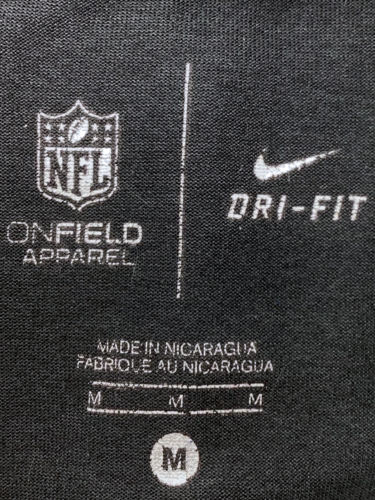 NFL
ONFIELD
APPAREL
DRI-FIT
MADE IN NICARAGUA
FABRIQUE AU NICARAGUA
M M M
M